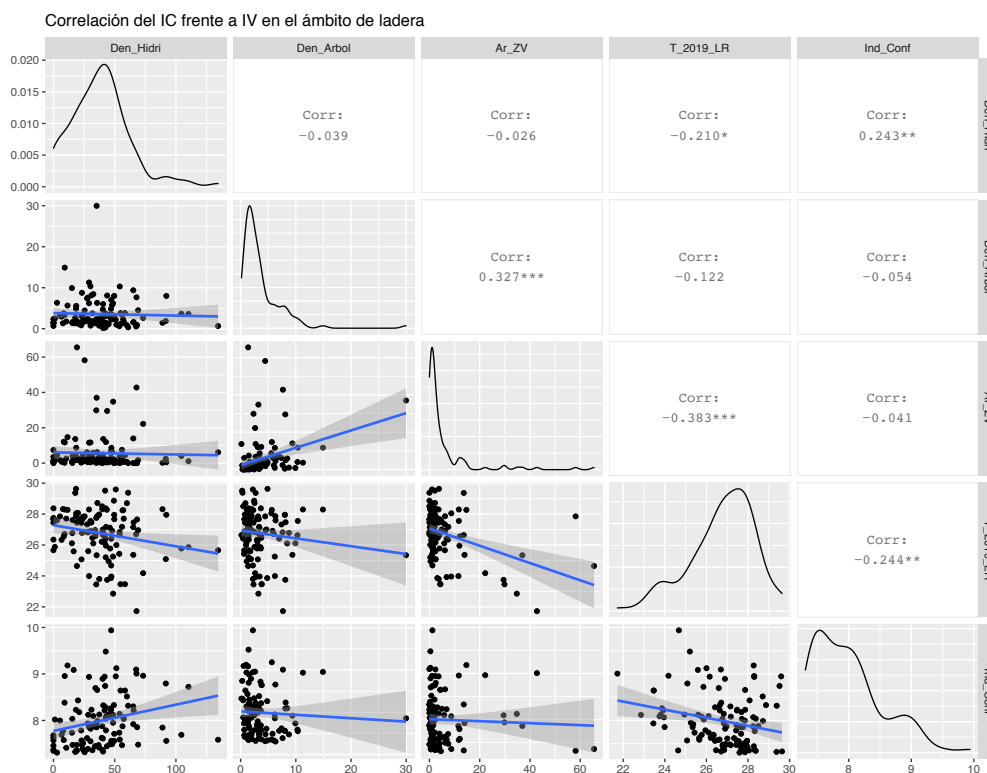 Correlación del IC frente a IV en el ámbito de ladera
Den_Hidri Den_Arbol Ar_ZV T_2019_LR Ind_Conf
0.020
0.015
0.010
0.005
0.000
Corr:
-0.039
Corr:
-0.026
Corr:
-0.210*
Corr:
0.243**
30
20
10
0
Corr:
0.327***
Corr:
-0.122
Corr:
-0.054
60
40
20
0
Corr:
-0.383***
Corr:
-0.041
30
28
26
24
22
Corr:
-0.244**
10
9
8
0 50 100 0 10 20 30 0 20 40 60 22 24 26 28 30 8 9 10